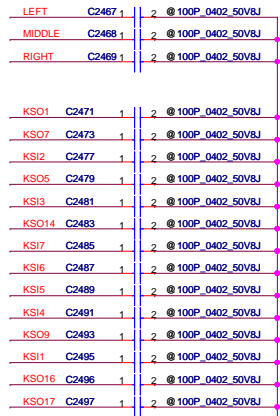 LEFT C2467 1 2 @100P_0402_50V8J
MIDDLE C2468 1 2 @100P_0402_50V8J
RIGHT C2469 1 2 @100P_0402_50V8J
KSO1 C2471 1 2 @100P_0402_50V8J
KSO7 C2473 1 2 @100P_0402_50V8J
KSI2 C2477 1 2 @100P_0402_50V8J
KSO5 C2479 1 2 @100P_0402_50V8J
KSI3 C2481 1 2 @100P_0402_50V8J
KSO14 C2483 1 2 @100P_0402_50V8J
KSI7 C2485 1 2 @100P_0402_50V8J
KSI6 C2487 1 2 @100P_0402_50V8J
KSI5 C2489 1 2 @100P_0402_50V8J
KSI4 C2491 1 2 @100P_0402_50V8J
KSO9 C2493 1 2 @100P_0402_50V8J
KSI1 C2495 1 2 @100P_0402_50V8J
KSO16 C2496 1 2 @100P_0402_50V8J
KSO17 C2497 1 2 @100P_0402_50V8J